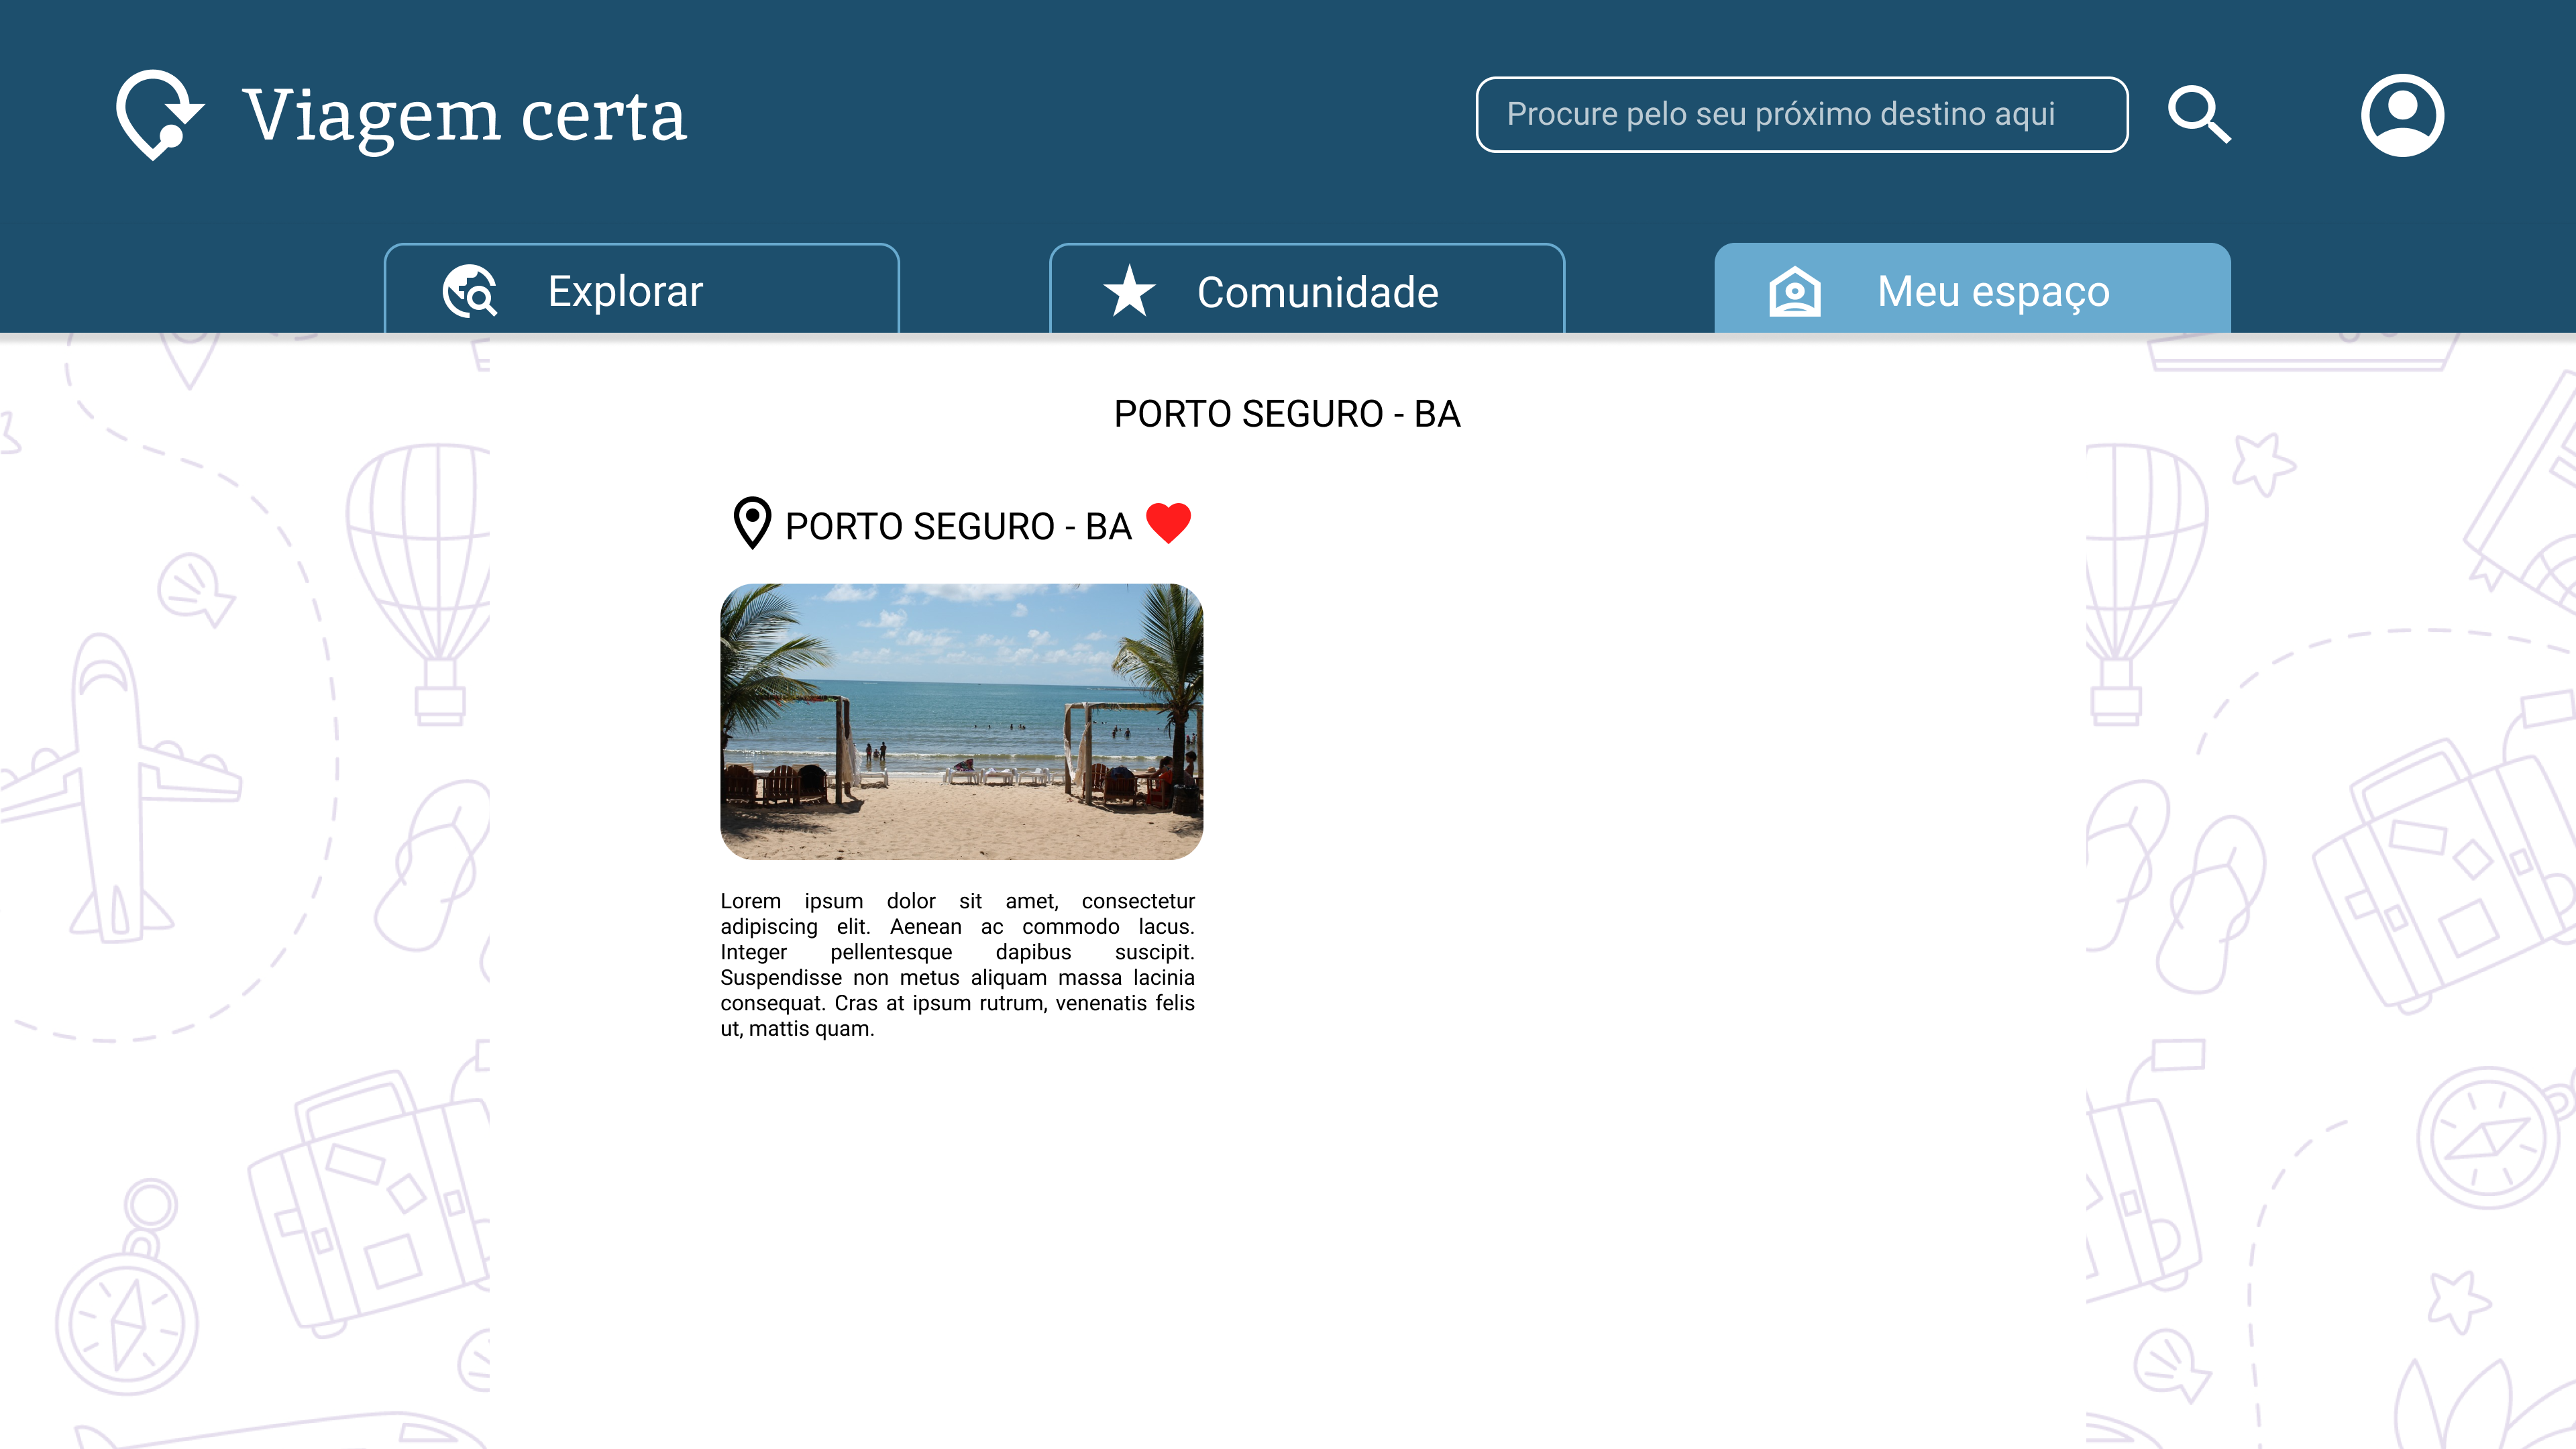 Viagem certa
Procure pelo seu próximo destino aqui
Explorar
Comunidade
Meu espaço
PORTO SEGURO - BA
PORTO SEGURO - BA
Lorem ipsum dolor sit amet, consectetur
adipiscing elit. Aenean ac commodo lacus.
Integer pellentesque dapibus suscipit.
Suspendisse non metus aliquam massa lacinia
consequat. Cras at ipsum rutrum, venenatis felis
ut, mattis quam.